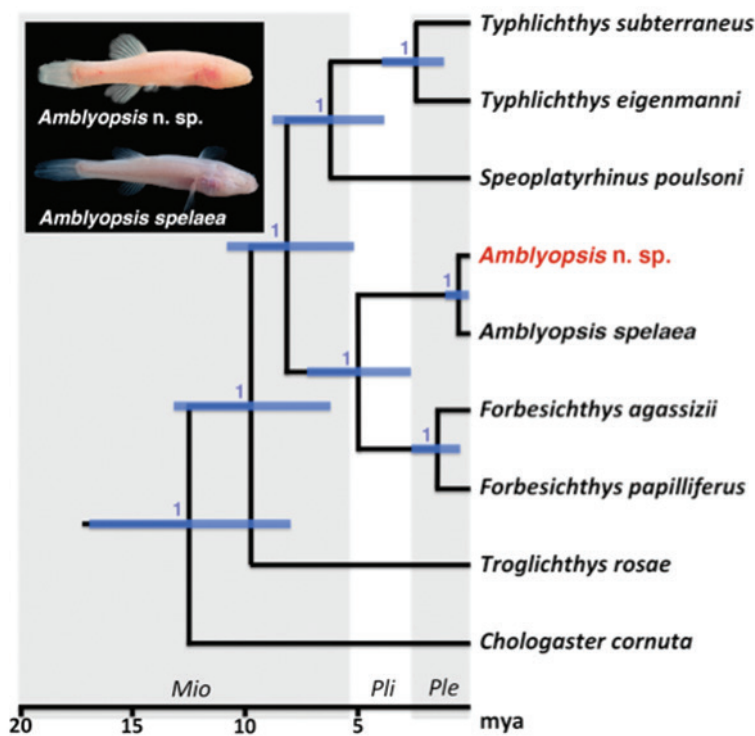 Typhlichthys subterraneus
1
Amblyopsis n. sp.
1
Typhlichthys eigenmanni
Speoplatyrhinus poulsoni
Amblyopsis spelaea
1
Amblyopsis n. sp.
1
Amblyopsis spelaea
1
1
Forbesichthys agassizii
1
Forbesichthys papilliferus
1
Troglichthys rosae
Chologaster cornuta
Mio Pli Ple
20 15 10 5 mya